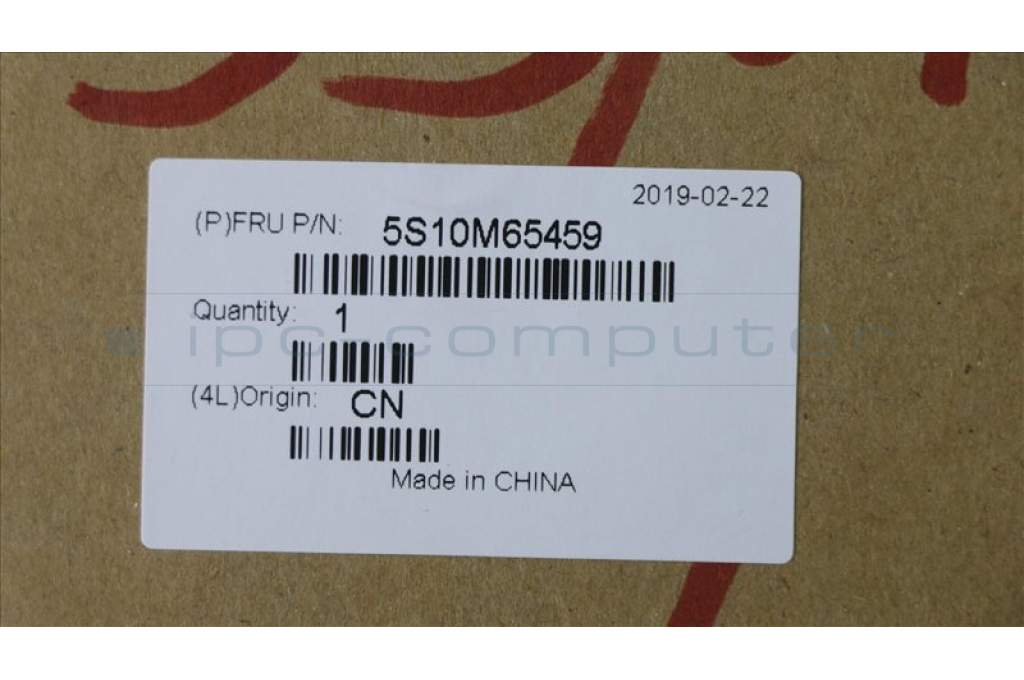 2019-02-22
(P)FRU P/N: 5S10M65459
Quantity: 1
ipc-computer
(4L)Origin: CN
Made in CHINA